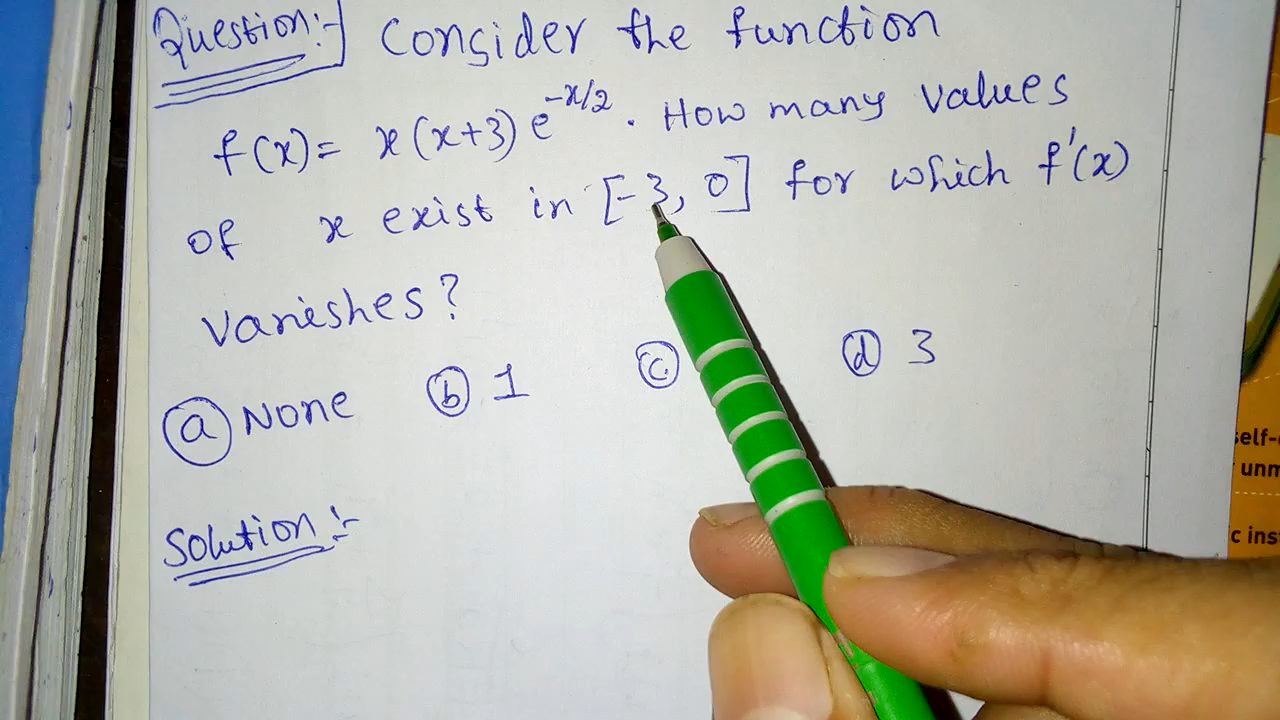 Question:-] Consider the function
f(x) = x(x+3) e^{-x/2} . How many values
of x exist in [-3, 0] for which f'(x)
vanishes?
(a) None (b) 1 (c) (d) 3
Solution:-
self-
unm
c ins